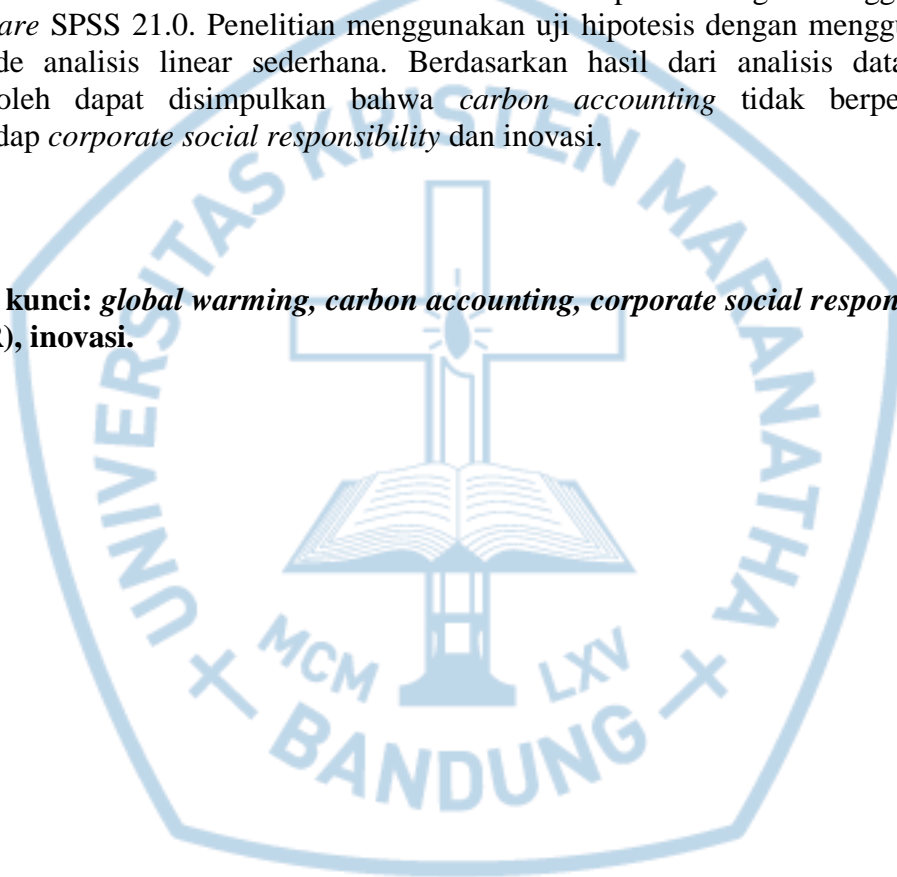 are SPSS 21.0. Penelitian menggunakan uji hipotesis dengan menggu
de analisis linear sederhana. Berdasarkan hasil dari analisis data
oleh dapat disimpulkan bahwa carbon accounting tidak berpe
dap corporate social responsibility dan inovasi.
kunci: global warming, carbon accounting, corporate social respon
R), inovasi.
UNIVERSITAS KRISTEN MARANATHA
MCM LXV
BANDUNG